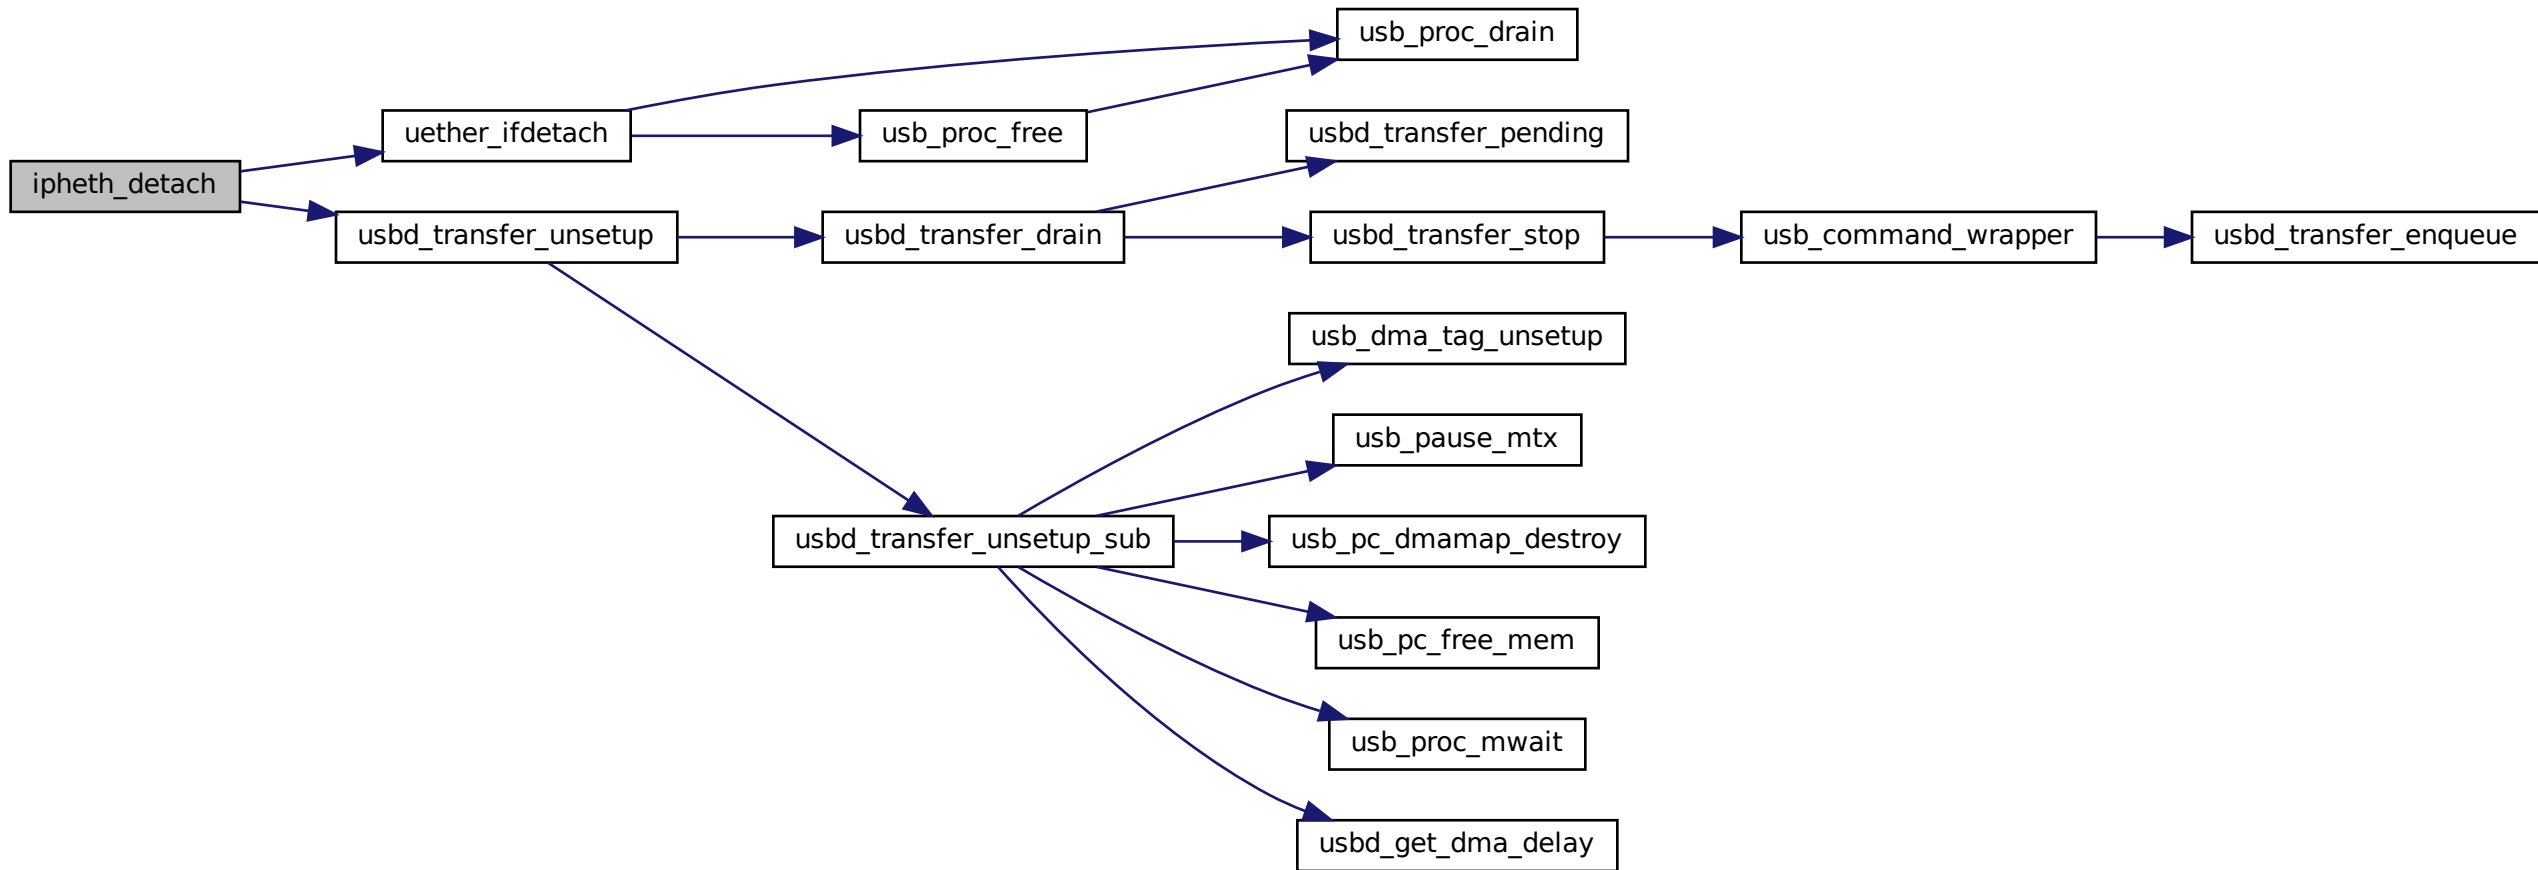 usb_proc_drain
uether_ifdetach
usb_proc_free
usbd_transfer_pending
ipheth_detach
usbd_transfer_unsetup
usbd_transfer_drain
usbd_transfer_stop
usb_command_wrapper
usbd_transfer_enqueue
usb_dma_tag_unsetup
usb_pause_mtx
usbd_transfer_unsetup_sub
usb_pc_dmamap_destroy
usb_pc_free_mem
usb_proc_mwait
usbd_get_dma_delay